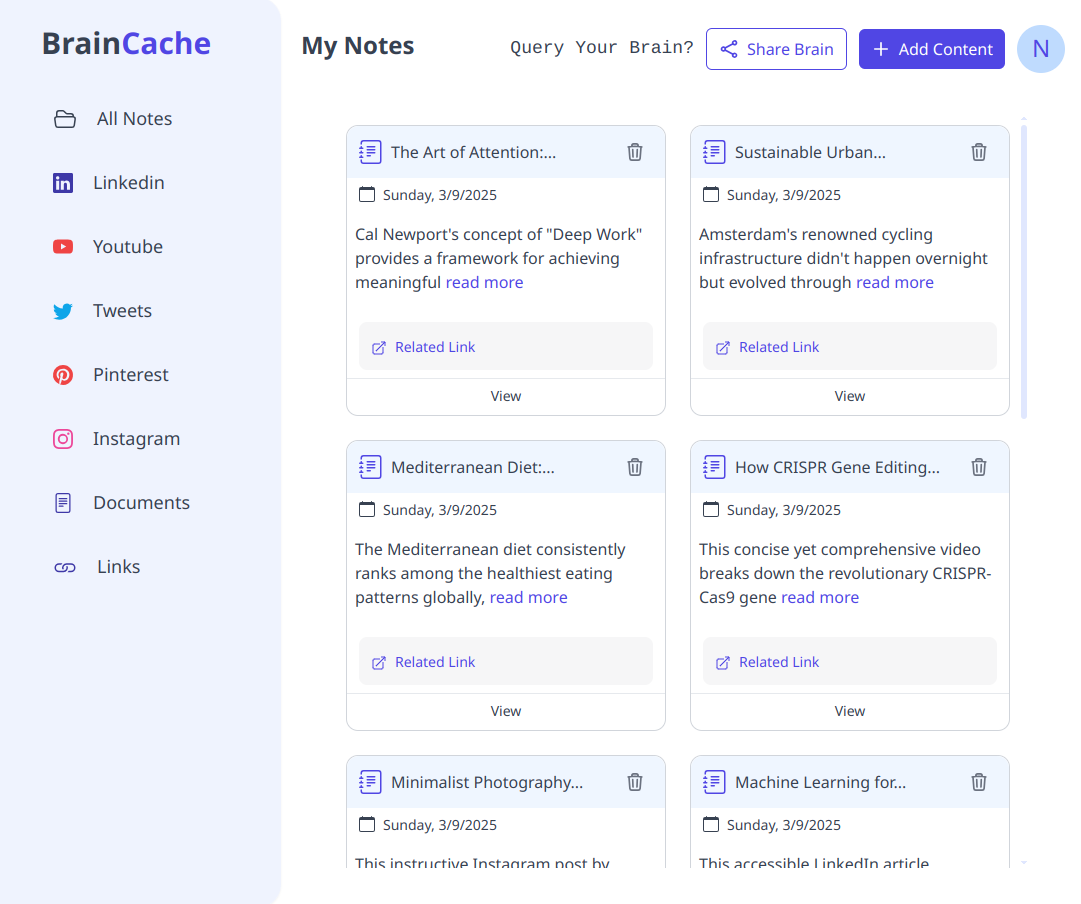 BrainCache
All Notes
Linkedin
Youtube
Tweets
Pinterest
Instagram
Documents
Links
My Notes
Query Your Brain?
Share Brain
Add Content
N
The Art of Attention:...
Sunday, 3/9/2025
Cal Newport's concept of "Deep Work"
provides a framework for achieving
meaningful read more
Related Link
View
Sustainable Urban...
Sunday, 3/9/2025
Amsterdam's renowned cycling
infrastructure didn't happen overnight
but evolved through read more
Related Link
View
Mediterranean Diet:...
Sunday, 3/9/2025
The Mediterranean diet consistently
ranks among the healthiest eating
patterns globally, read more
Related Link
View
How CRISPR Gene Editing...
Sunday, 3/9/2025
This concise yet comprehensive video
breaks down the revolutionary CRISPR-
Cas9 gene read more
Related Link
View
Minimalist Photography...
Sunday, 3/9/2025
This instructive Instagram post by
Machine Learning for...
Sunday, 3/9/2025
This accessible LinkedIn article